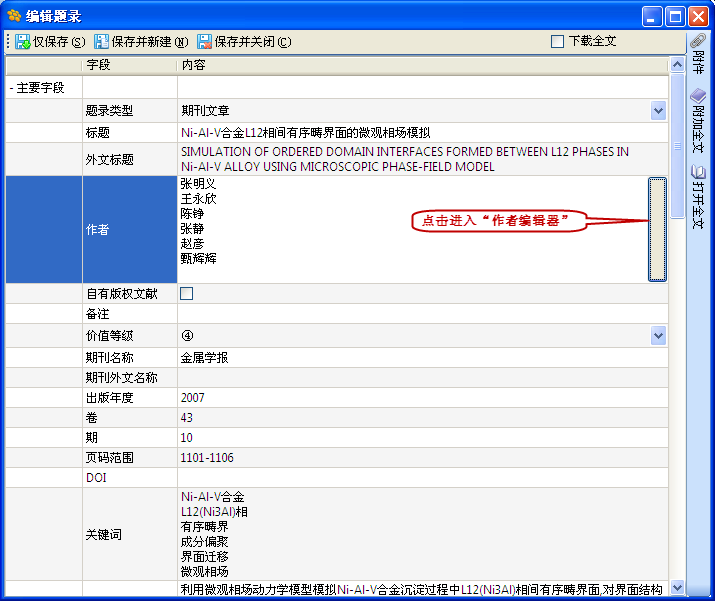 编辑题录
仅保存(S) 保存并新建(N) 保存并关闭(C) 下载全文
字段 内容
- 主要字段
题录类型 期刊文章
标题 Ni-Al-V合金L12相间有序畴界面的微观相场模拟
外文标题 SIMULATION OF ORDERED DOMAIN INTERFACES FORMED BETWEEN L12 PHASES IN
Ni-Al-V ALLOY USING MICROSCOPIC PHASE-FIELD MODEL
作者
张明义
王永欣
陈铮
张静
赵彦
甄辉辉
点击进入“作者编辑器”
自有版权文献
备注
价值等级 ④
期刊名称 金属学报
期刊外文名称
出版年度 2007
卷 43
期 10
页码范围 1101-1106
DOI
关键词
Ni-Al-V合金
L12(Ni3Al)相
有序畴界
成分偏聚
界面迁移
微观相场
利用微观相场动力学模型模拟Ni-Al-V合金沉淀过程中L12(Ni3Al)相间有序畴界面,对界面结构
附件
附加全文
打开全文